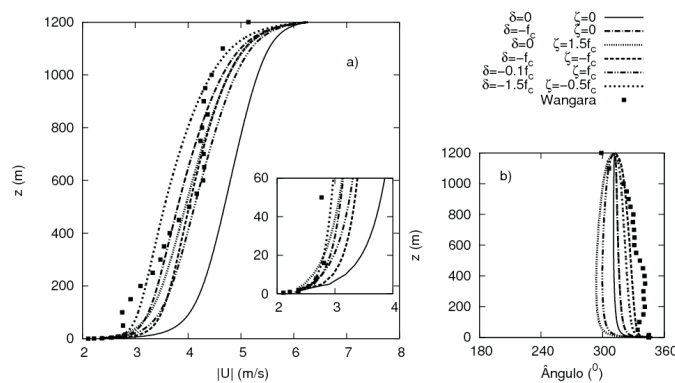 δ=0 ζ=0
δ=−f_c ζ=0
δ=0 ζ=1.5f_c
δ=−f_c ζ=−f_c
δ=−0.1f_c ζ=f_c
δ=−1.5f_c ζ=−0.5f_c
Wangara
a)
1200
1000
800
600
400
200
0
z (m)
2 3 4 5 6 7 8
|U| (m/s)
60
40
20
0
2 3 4
b)
1200
1000
800
600
400
200
0
z (m)
180 240 300 360
Ângulo (⁰)